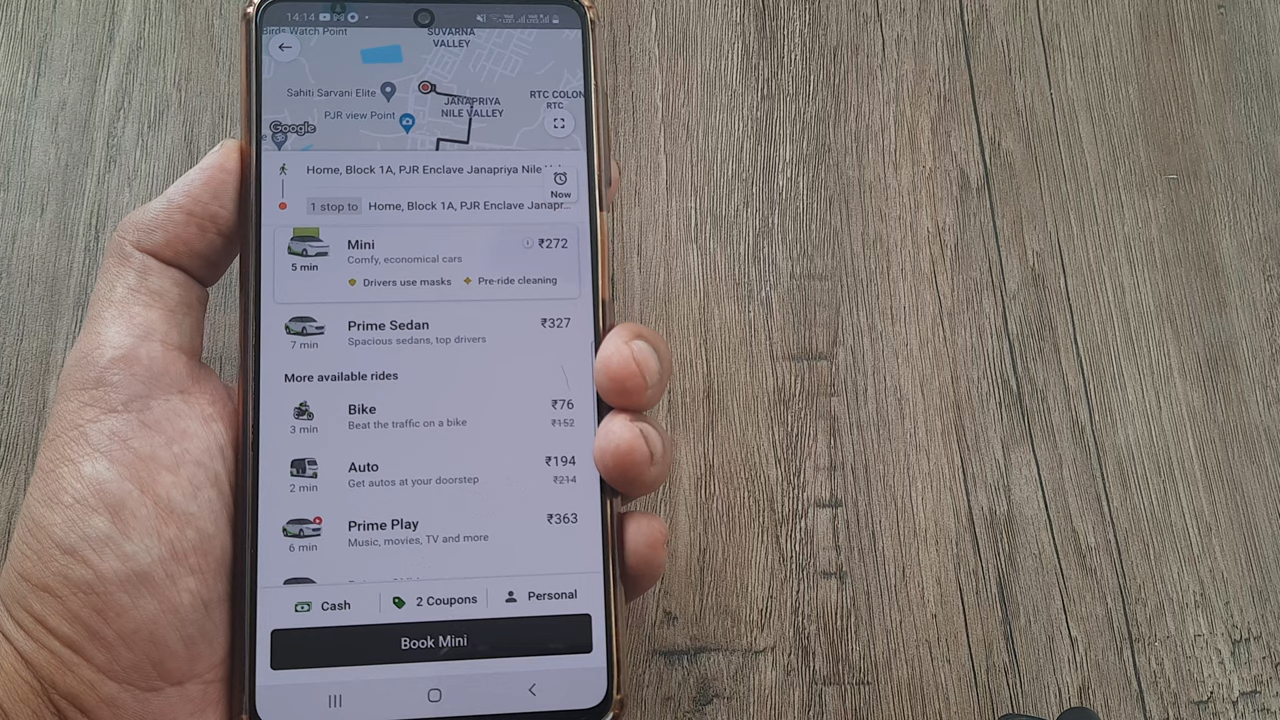 14:14
Birds Watch Point
SUVARNA
VALLEY
Sahiti Sarvani Elite
JANAPRIYA
NILE VALLEY
RTC COLON
RTC
PJR view Point
Google
Home, Block 1A, PJR Enclave Janapriya Nile
Now
1 stop to Home, Block 1A, PJR Enclave Janapr...
Mini ₹272
Comfy, economical cars
5 min
Drivers use masks Pre-ride cleaning
Prime Sedan ₹327
Spacious sedans, top drivers
7 min
More available rides
Bike ₹76
Beat the traffic on a bike ₹152
3 min
Auto ₹194
Get autos at your doorstep ₹214
2 min
Prime Play ₹363
Music, movies, TV and more
6 min
Cash 2 Coupons Personal
Book Mini